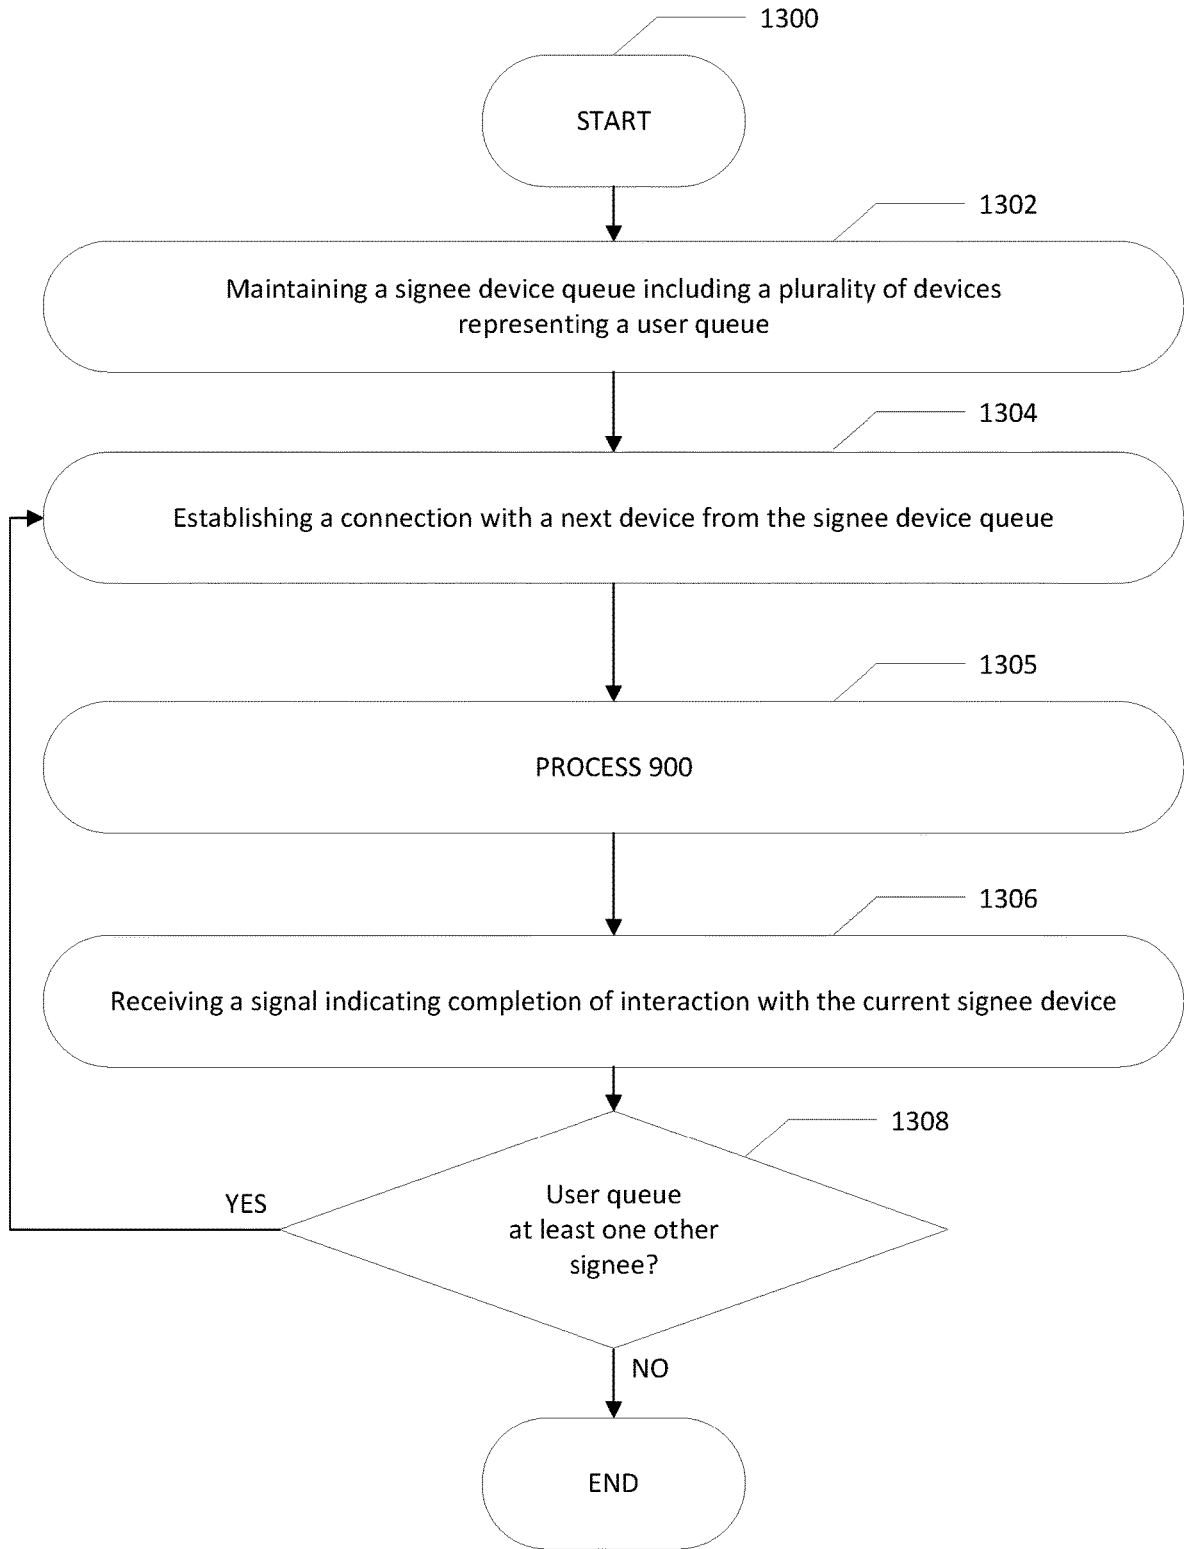 1300
START
1302
Maintaining a signee device queue including a plurality of devices
representing a user queue
1304
Establishing a connection with a next device from the signee device queue
1305
PROCESS 900
1306
Receiving a signal indicating completion of interaction with the current signee device
1308
YES
User queue
at least one other
signee?
NO
END